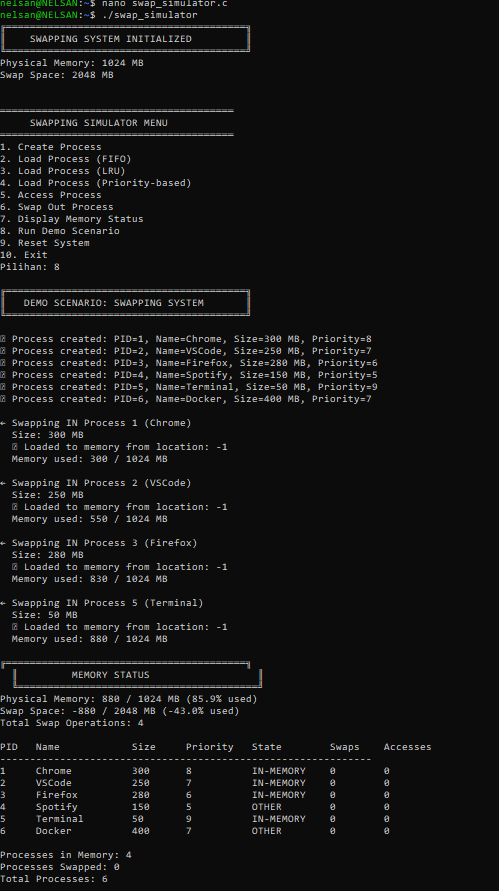 nelsan@NELSAN:~$ nano swap_simulator.c
nelsan@NELSAN:~$ ./swap_simulator
SWAPPING SYSTEM INITIALIZED
Physical Memory: 1024 MB
Swap Space: 2048 MB
SWAPPING SIMULATOR MENU
1. Create Process
2. Load Process (FIFO)
3. Load Process (LRU)
4. Load Process (Priority-based)
5. Access Process
6. Swap Out Process
7. Display Memory Status
8. Run Demo Scenario
9. Reset System
10. Exit
Pilihan: 8
DEMO SCENARIO: SWAPPING SYSTEM
Process created: PID=1, Name=Chrome, Size=300 MB, Priority=8
Process created: PID=2, Name=VSCode, Size=250 MB, Priority=7
Process created: PID=3, Name=Firefox, Size=280 MB, Priority=6
Process created: PID=4, Name=Spotify, Size=150 MB, Priority=5
Process created: PID=5, Name=Terminal, Size=50 MB, Priority=9
Process created: PID=6, Name=Docker, Size=400 MB, Priority=7
← Swapping IN Process 1 (Chrome)
Size: 300 MB
Loaded to memory from location: -1
Memory used: 300 / 1024 MB
← Swapping IN Process 2 (VSCode)
Size: 250 MB
Loaded to memory from location: -1
Memory used: 550 / 1024 MB
← Swapping IN Process 3 (Firefox)
Size: 280 MB
Loaded to memory from location: -1
Memory used: 830 / 1024 MB
← Swapping IN Process 5 (Terminal)
Size: 50 MB
Loaded to memory from location: -1
Memory used: 880 / 1024 MB
MEMORY STATUS
Physical Memory: 880 / 1024 MB (85.9% used)
Swap Space: -880 / 2048 MB (-43.0% used)
Total Swap Operations: 4
PID Name Size Priority State Swaps Accesses
1 Chrome 300 8 IN-MEMORY 0 0
2 VSCode 250 7 IN-MEMORY 0 0
3 Firefox 280 6 IN-MEMORY 0 0
4 Spotify 150 5 OTHER 0 0
5 Terminal 50 9 IN-MEMORY 0 0
6 Docker 400 7 OTHER 0 0
Processes in Memory: 4
Processes Swapped: 0
Total Processes: 6